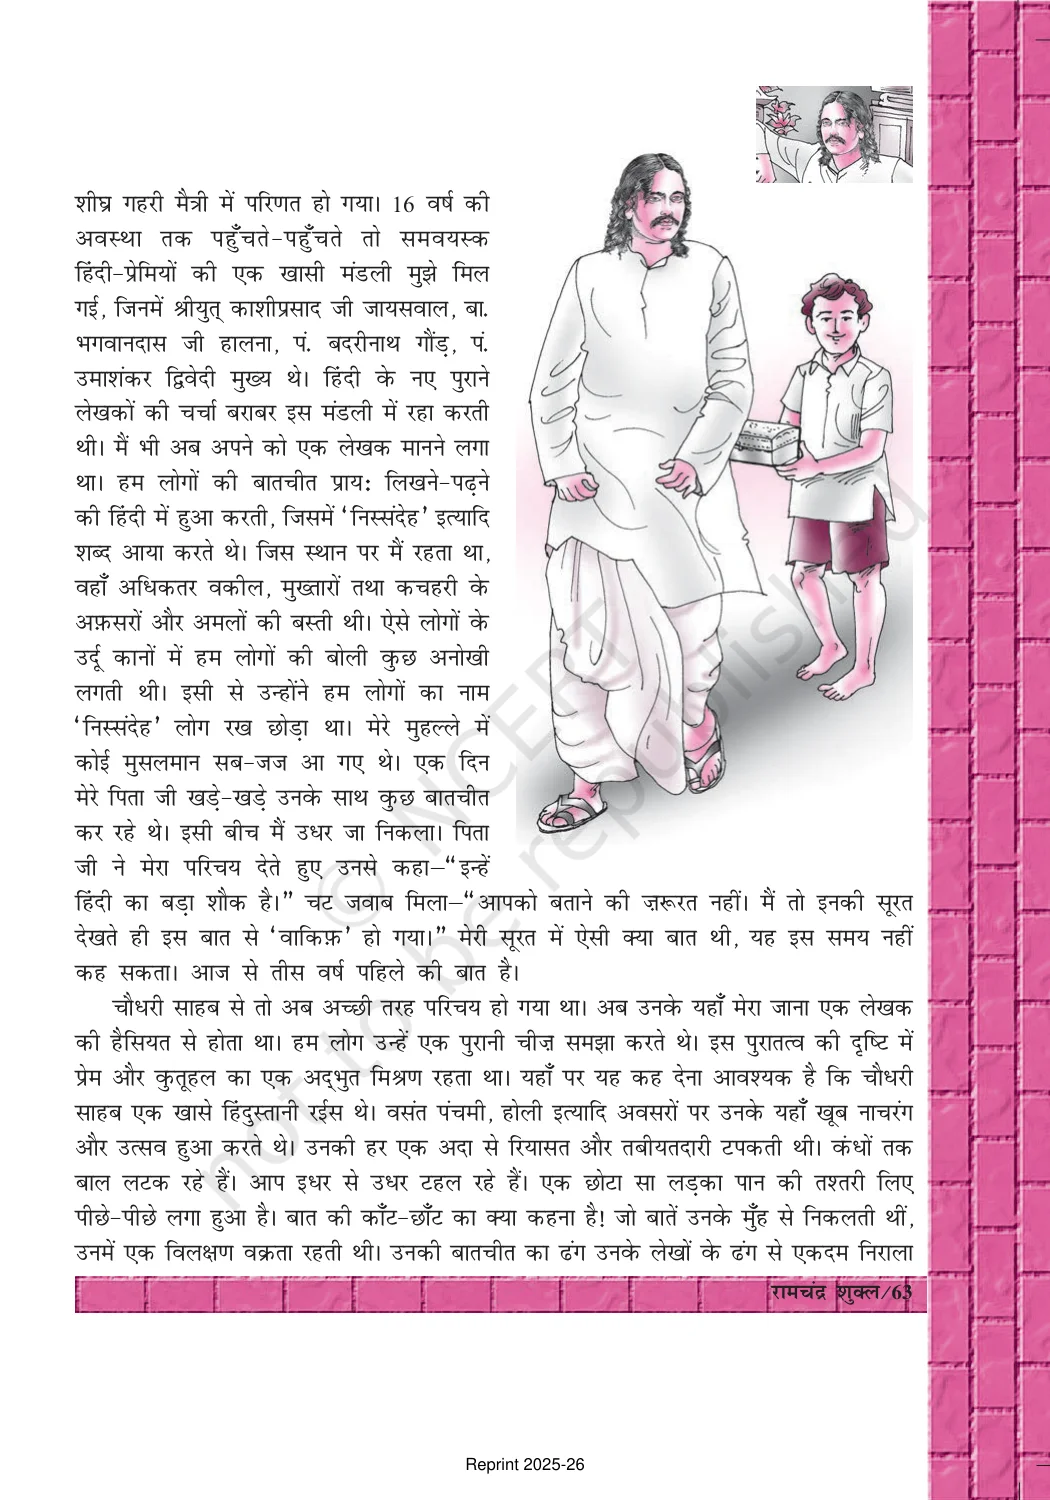 शीघ्र गहरी मैत्री में परिणत हो गया। 16 वर्ष की
अवस्था तक पहुँचते-पहुँचते तो समवयस्क
हिंदी-प्रेमियों की एक खासी मंडली मुझे मिल
गई, जिनमें श्रीयुत् काशीप्रसाद जी जायसवाल, बा.
भगवानदास जी हालना, पं. बदरीनाथ गौंड़, पं.
उमाशंकर द्विवेदी मुख्य थे। हिंदी के नए पुराने
लेखकों की चर्चा बराबर इस मंडली में रहा करती
थी। मैं भी अब अपने को एक लेखक मानने लगा
था। हम लोगों की बातचीत प्राय: लिखने-पढ़ने
की हिंदी में हुआ करती, जिसमें ‘निस्संदेह’ इत्यादि
शब्द आया करते थे। जिस स्थान पर मैं रहता था,
वहाँ अधिकतर वकील, मुख्तारों तथा कचहरी के
अफ़सरों और अमलों की बस्ती थी। ऐसे लोगों के
उर्दू कानों में हम लोगों की बोली कुछ अनोखी
लगती थी। इसी से उन्होंने हम लोगों का नाम
‘निस्संदेह’ लोग रख छोड़ा था। मेरे मुहल्ले में
कोई मुसलमान सब-जज आ गए थे। एक दिन
मेरे पिता जी खड़े-खड़े उनके साथ कुछ बातचीत
कर रहे थे। इसी बीच मैं उधर जा निकला। पिता
जी ने मेरा परिचय देते हुए उनसे कहा—“इन्हें
हिंदी का बड़ा शौक है।” चट जवाब मिला—“आपको बताने की ज़रूरत नहीं। मैं तो इनकी सूरत
देखते ही इस बात से ‘वाकिफ़’ हो गया।” मेरी सूरत में ऐसी क्या बात थी, यह इस समय नहीं
कह सकता। आज से तीस वर्ष पहिले की बात है।
चौधरी साहब से तो अब अच्छी तरह परिचय हो गया था। अब उनके यहाँ मेरा जाना एक लेखक
की हैसियत से होता था। हम लोग उन्हें एक पुरानी चीज़ समझा करते थे। इस पुरातत्व की दृष्टि में
प्रेम और कुतूहल का एक अद्‌भुत मिश्रण रहता था। यहाँ पर यह कह देना आवश्यक है कि चौधरी
साहब एक खासे हिंदुस्तानी रईस थे। वसंत पंचमी, होली इत्यादि अवसरों पर उनके यहाँ खूब नाचरंग
और उत्सव हुआ करते थे। उनकी हर एक अदा से रियासत और तबीयतदारी टपकती थी। कंधों तक
बाल लटक रहे हैं। आप इधर से उधर टहल रहे हैं। एक छोटा सा लड़का पान की तश्तरी लिए
पीछे-पीछे लगा हुआ है। बात की काँट-छाँट का क्या कहना है! जो बातें उनके मुँह से निकलती थीं,
उनमें एक विलक्षण वक्रता रहती थी। उनकी बातचीत का ढंग उनके लेखों के ढंग से एकदम निराला
रामचंद्र शुक्ल/63
© NCERT
not to be republished
Reprint 2025-26